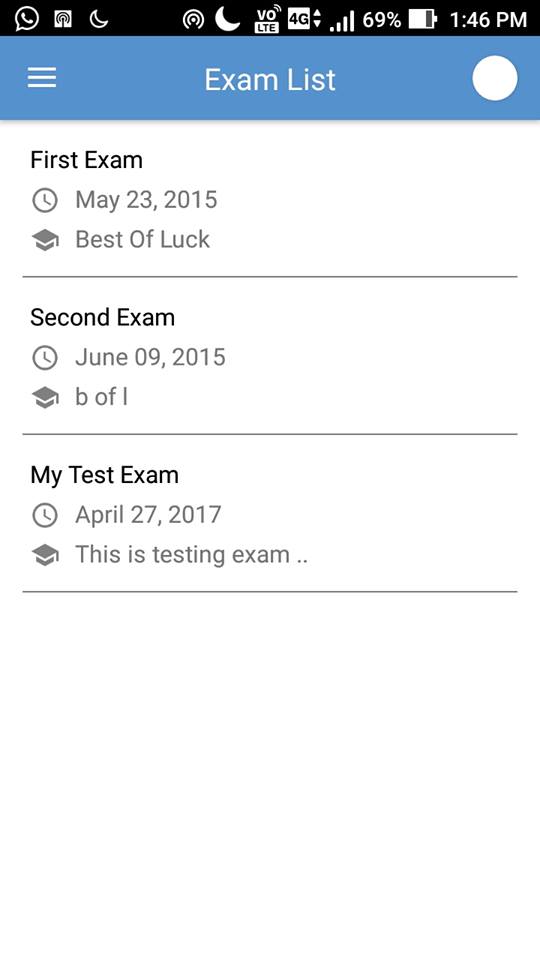 VO LTE 4G 69% 1:46 PM
Exam List
First Exam
May 23, 2015
Best Of Luck
Second Exam
June 09, 2015
b of l
My Test Exam
April 27, 2017
This is testing exam ..